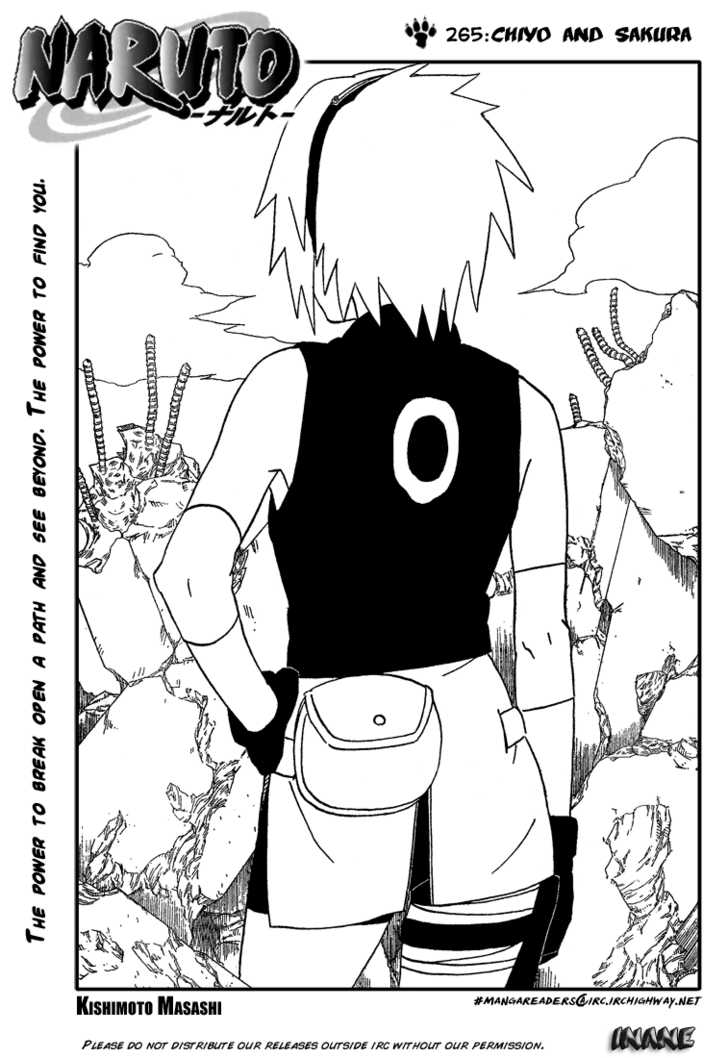 NARUTO
-ナルト-
265:CHIYO AND SAKURA
THE POWER TO BREAK OPEN A PATH AND SEE BEYOND. THE POWER TO FIND YOU.
KISHIMOTO MASASHI
#MANGAREADERS@IRC.IRCHIGHWAY.NET
PLEASE DO NOT DISTRIBUTE OUR RELEASES OUTSIDE IRC WITHOUT OUR PERMISSION.
INANE